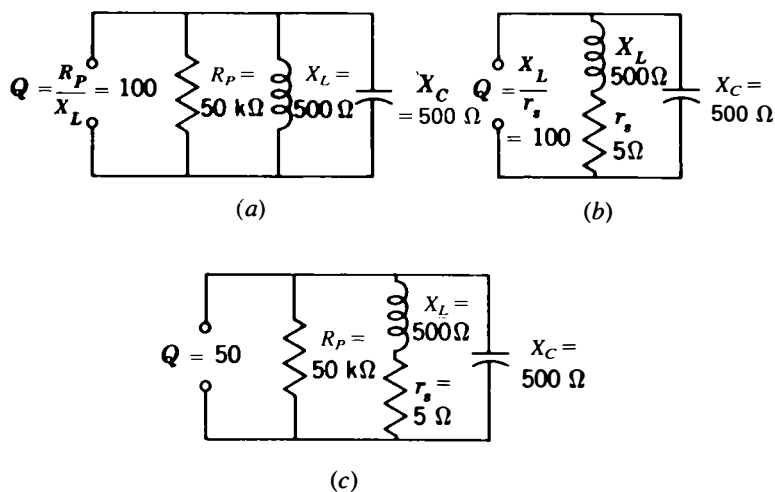 Q = R_P / X_L = 100
R_P =
50 kΩ
X_L =
500 Ω
X_C
= 500 Ω
(a)
Q = X_L / r_s
= 100
X_L
500Ω
r_s
5Ω
X_C =
500 Ω
(b)
Q = 50
R_P =
50 kΩ
X_L =
500Ω
r_s =
5 Ω
X_C =
500 Ω
(c)